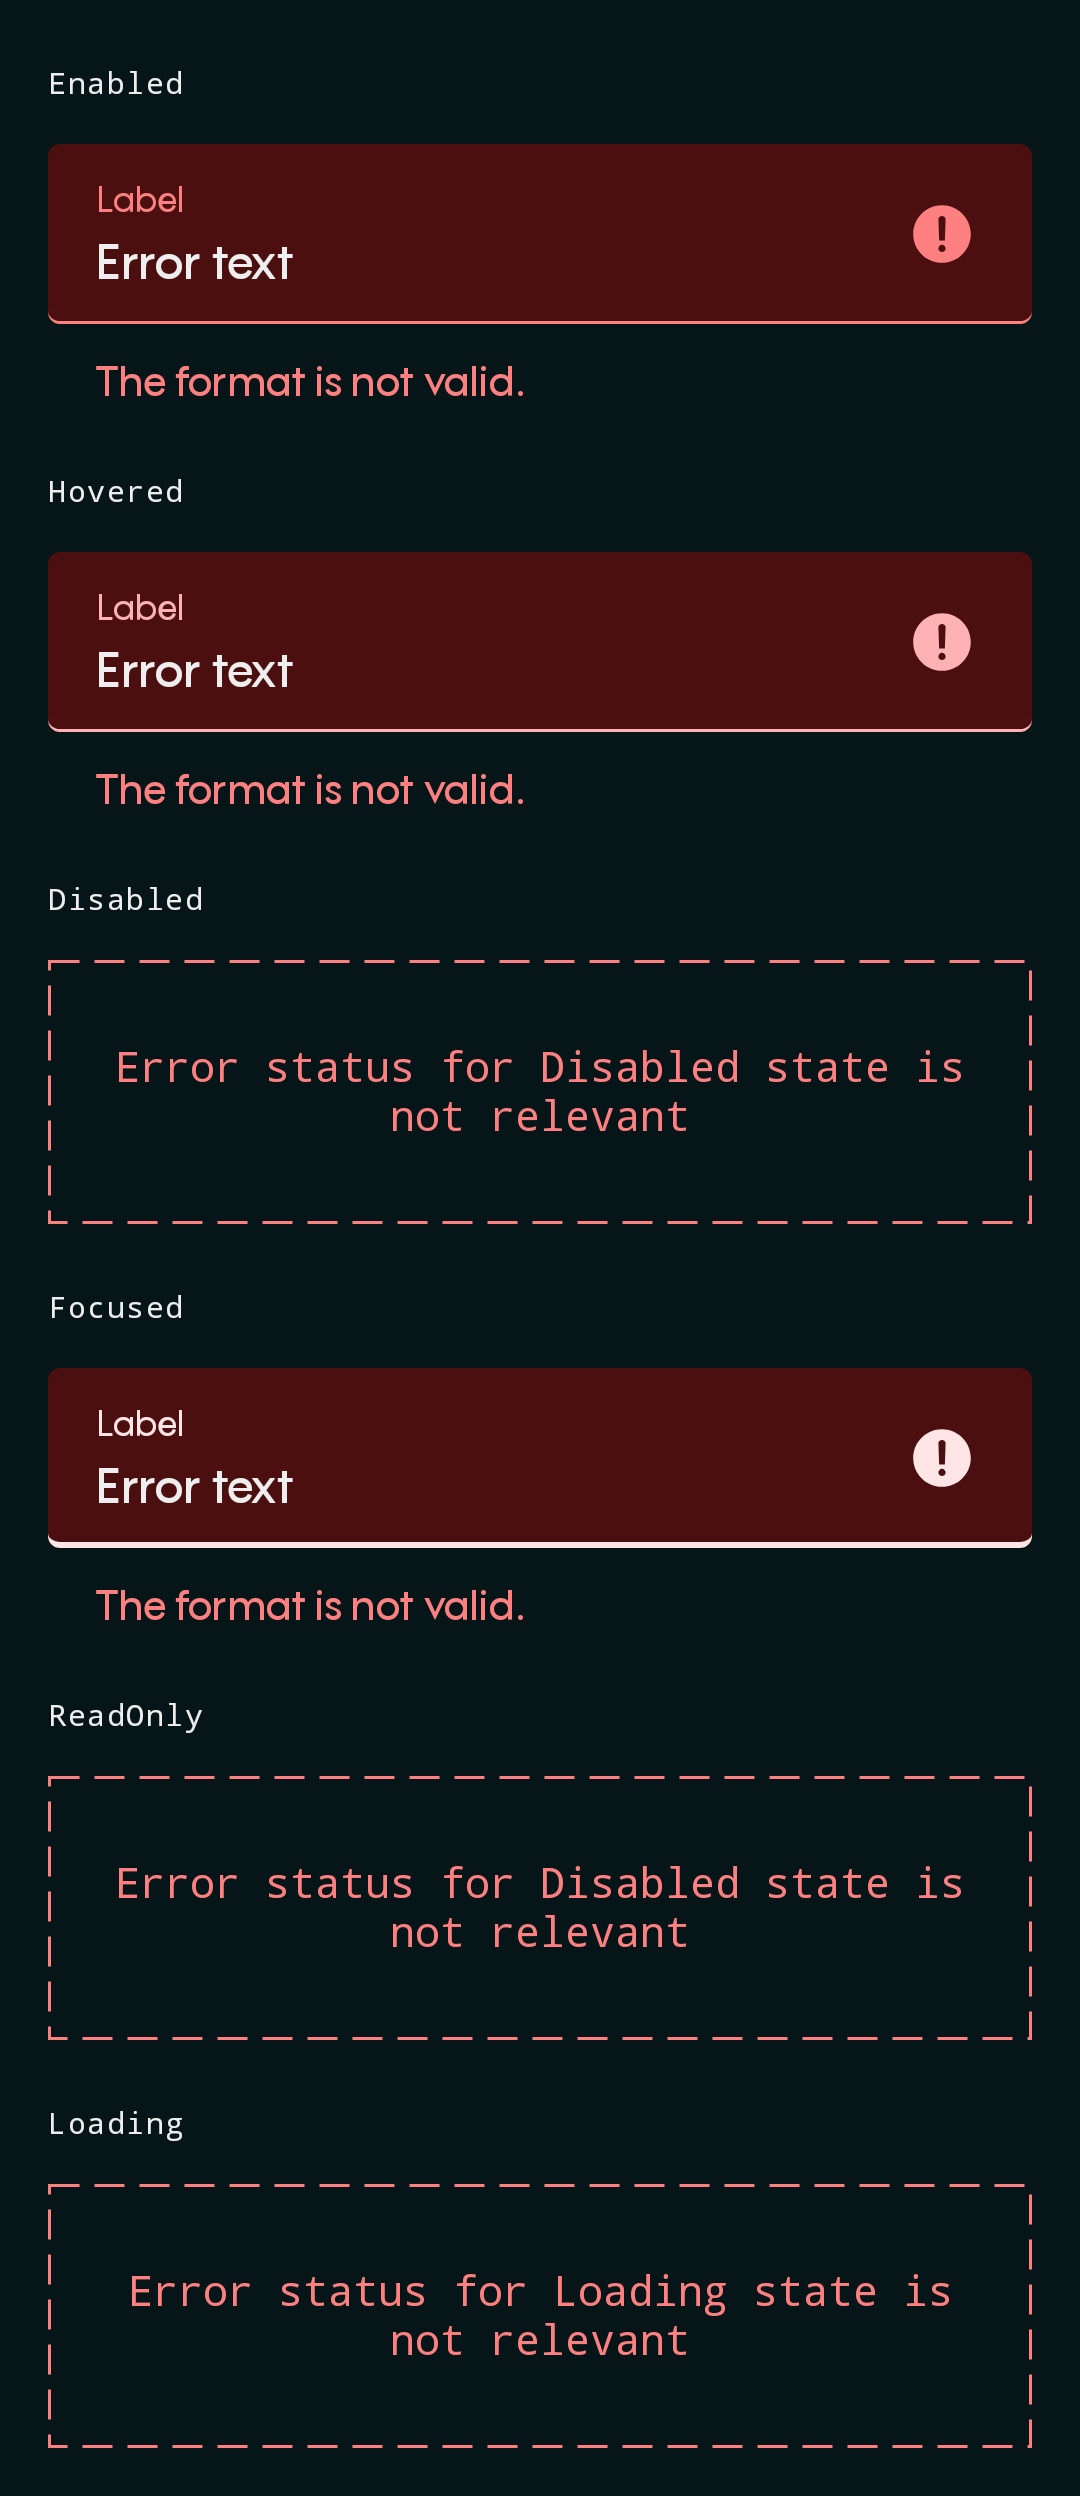 Enabled
Label
Error text
The format is not valid.
Hovered
Label
Error text
The format is not valid.
Disabled
Error status for Disabled state is
not relevant
Focused
Label
Error text
The format is not valid.
ReadOnly
Error status for Disabled state is
not relevant
Loading
Error status for Loading state is
not relevant